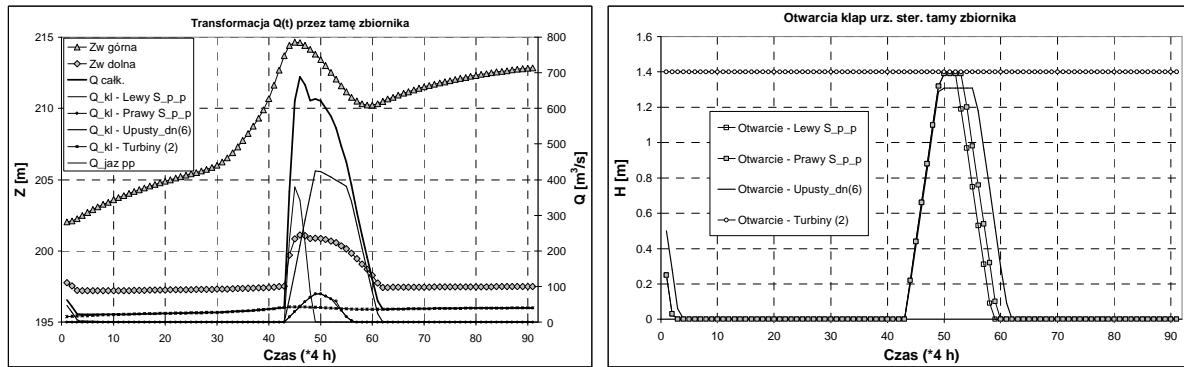 Transformacja Q(t) przez tamę zbiornika
215
210
205
200
195
Z [m]
800
700
600
500
400
300
200
100
0
Q [m³/s]
Zw górna
Zw dolna
Q całk.
Q_kl - Lewy S_p_p
Q_kl - Prawy S_p_p
Q_kl - Upusty_dn(6)
Q_kl - Turbiny (2)
Q_jaz pp
0 10 20 30 40 50 60 70 80 90
Czas (*4 h)
Otwarcia klap urz. ster. tamy zbiornika
1.6
1.4
1.2
1
0.8
0.6
0.4
0.2
0
H [m]
Otwarcie - Lewy S_p_p
Otwarcie - Prawy S_p_p
Otwarcie - Upusty_dn(6)
Otwarcie - Turbiny (2)
0 10 20 30 40 50 60 70 80 90
Czas (*4 h)